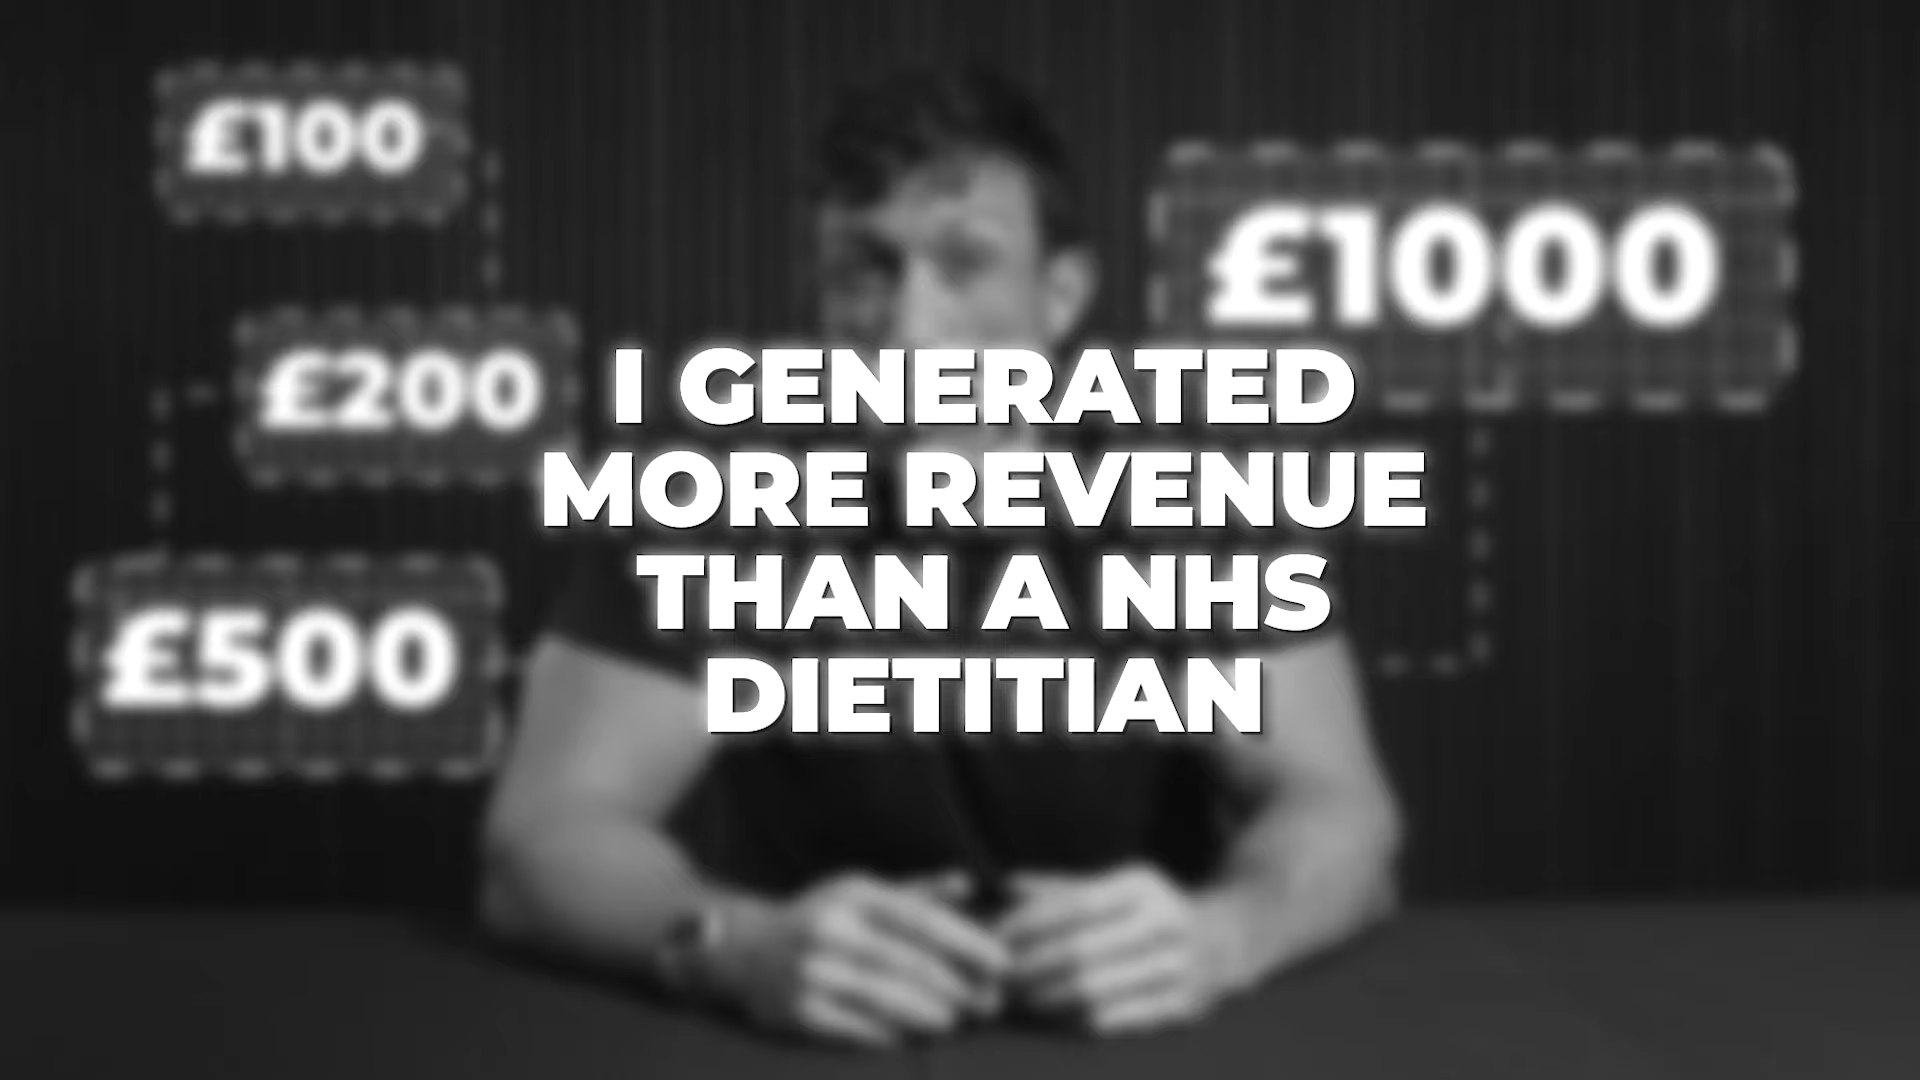 £100
£200
£500
£1000
I GENERATED
MORE REVENUE
THAN A NHS
DIETITIAN